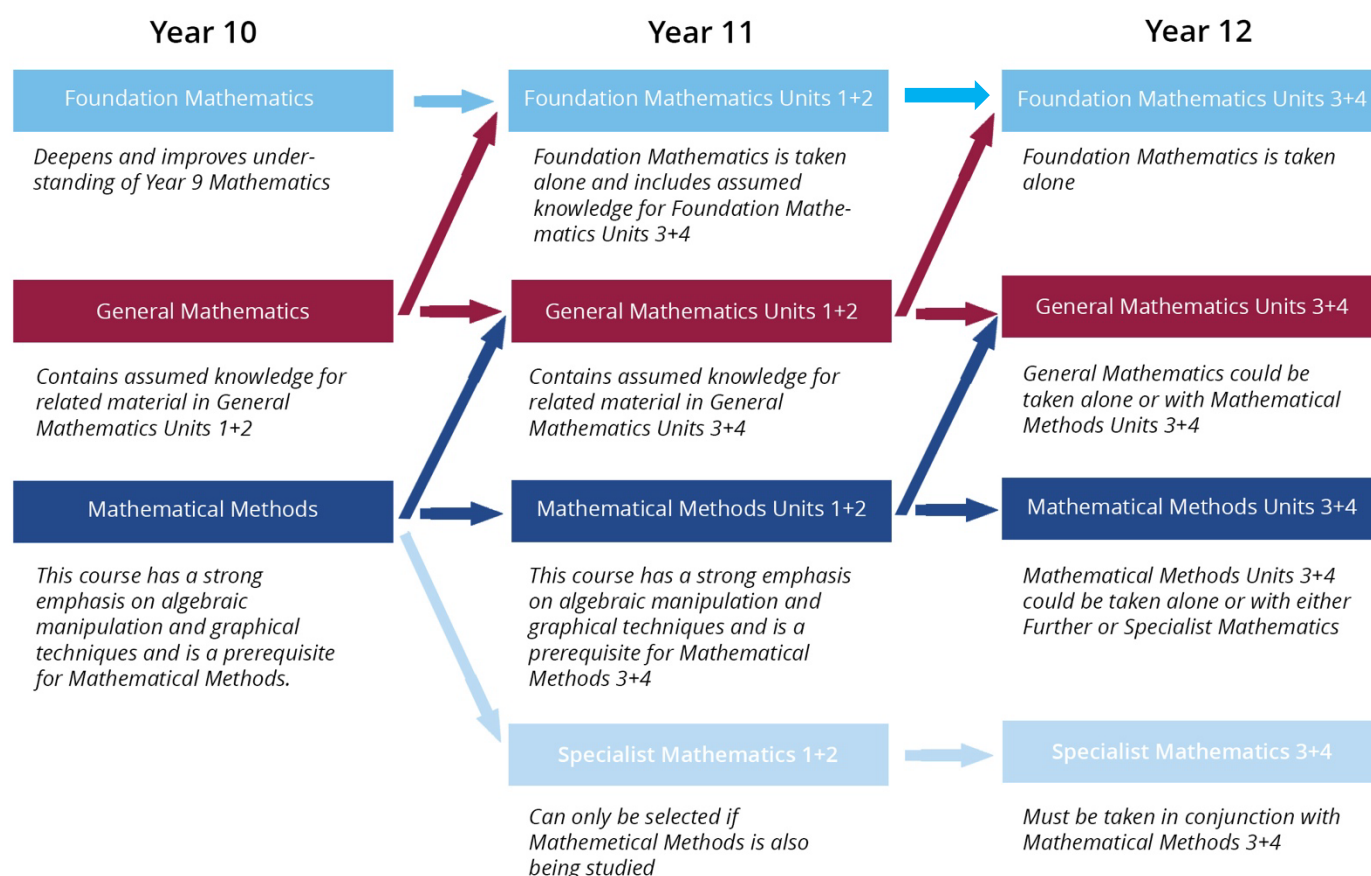 Year 10
Year 11
Year 12
Foundation Mathematics
Foundation Mathematics Units 1+2
Foundation Mathematics Units 3+4
Deepens and improves under-
standing of Year 9 Mathematics
Foundation Mathematics is taken
alone and includes assumed
knowledge for Foundation Mathe-
matics Units 3+4
Foundation Mathematics is taken
alone
General Mathematics
General Mathematics Units 1+2
General Mathematics Units 3+4
Contains assumed knowledge for
related material in General
Mathematics Units 1+2
Contains assumed knowledge for
related material in General
Mathematics Units 3+4
General Mathematics could be
taken alone or with Mathematical
Methods Units 3+4
Mathematical Methods
Mathematical Methods Units 1+2
Mathematical Methods Units 3+4
This course has a strong
emphasis on algebraic
manipulation and graphical
techniques and is a prerequisite
for Mathematical Methods.
This course has a strong emphasis
on algebraic manipulation and
graphical techniques and is a
prerequisite for Mathematical
Methods 3+4
Mathematical Methods Units 3+4
could be taken alone or with either
Further or Specialist Mathematics
Specialist Mathematics 1+2
Specialist Mathematics 3+4
Can only be selected if
Mathemetical Methods is also
being studied
Must be taken in conjunction with
Mathematical Methods 3+4